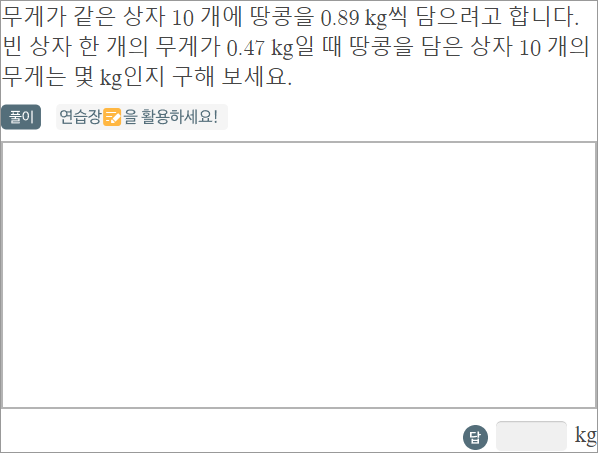 무게가 같은 상자 10 개에 땅콩을 0.89 kg씩 담으려고 합니다.
빈 상자 한 개의 무게가 0.47 kg일 때 땅콩을 담은 상자 10 개의
무게는 몇 kg인지 구해 보세요.
풀이 연습장을 활용하세요!
답 kg